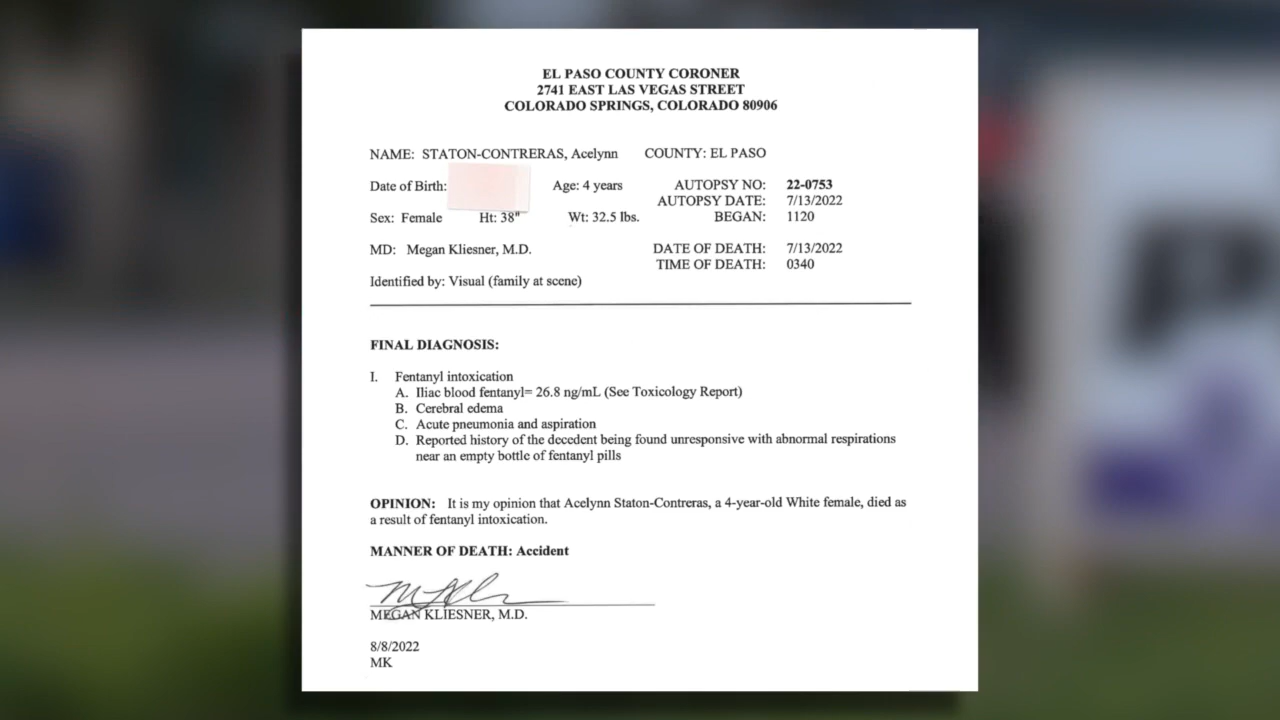 EL PASO COUNTY CORONER
2741 EAST LAS VEGAS STREET
COLORADO SPRINGS, COLORADO 80906
NAME: STATON-CONTRERAS, Acelynn COUNTY: EL PASO
Date of Birth: Age: 4 years AUTOPSY NO: 22-0753
AUTOPSY DATE: 7/13/2022
Sex: Female Ht: 38" Wt: 32.5 lbs. BEGAN: 1120
MD: Megan Kliesner, M.D. DATE OF DEATH: 7/13/2022
TIME OF DEATH: 0340
Identified by: Visual (family at scene)
FINAL DIAGNOSIS:
I. Fentanyl intoxication
A. Iliac blood fentanyl= 26.8 ng/mL (See Toxicology Report)
B. Cerebral edema
C. Acute pneumonia and aspiration
D. Reported history of the decedent being found unresponsive with abnormal respirations
near an empty bottle of fentanyl pills
OPINION: It is my opinion that Acelynn Staton-Contreras, a 4-year-old White female, died as
a result of fentanyl intoxication.
MANNER OF DEATH: Accident
MEGAN KLIESNER, M.D.
8/8/2022
MK